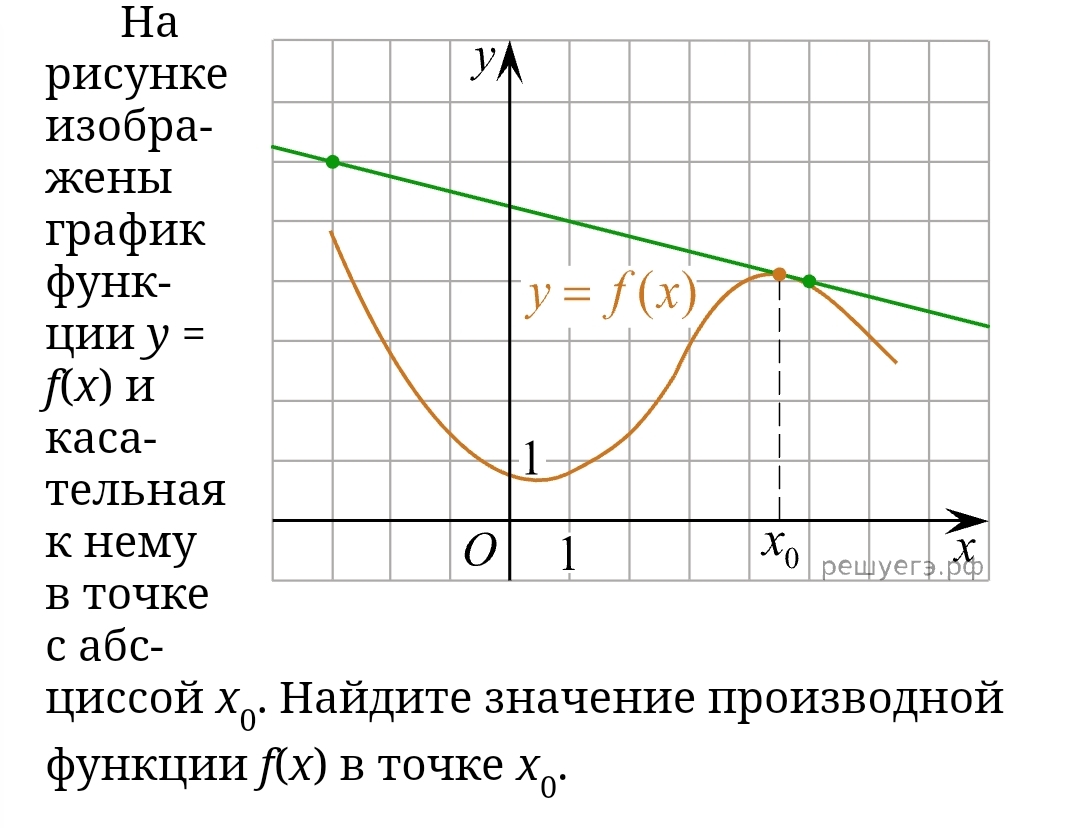 На
рисунке
изобра-
жены
график
функ-
ции y =
f(x) и
каса-
тельная
к нему
в точке
с абс-
циссой x₀. Найдите значение производной
функции f(x) в точке x₀.
y
y = f(x)
1
O
1
x₀
x
решуегэ.рф